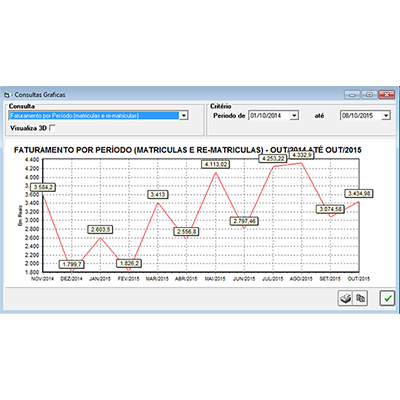 Consultas Graficas
Consulta
Faturamento por Período (matriculas e re-matriculas)
Visualiza 3D
Critério
Período de 01/10/2014 até 08/10/2015
FATURAMENTO POR PERÍODO (MATRICULAS E RE-MATRICULAS) - OUT/2014 ATÉ OUT/2015
Em Reais
4.400
4.200
4.000
3.800
3.600
3.400
3.200
3.000
2.800
2.600
2.400
2.200
2.000
1.800
3.584,2
1.799,7
2.603,5
1.826,2
3.413
2.556,8
4.113,02
2.797,46
4.253,22
4.332,9
3.074,58
3.434,98
NOV/2014 DEZ/2014 JAN/2015 FEV/2015 MAR/2015 ABR/2015 MAI/2015 JUN/2015 JUL/2015 AGO/2015 SET/2015 OUT/2015